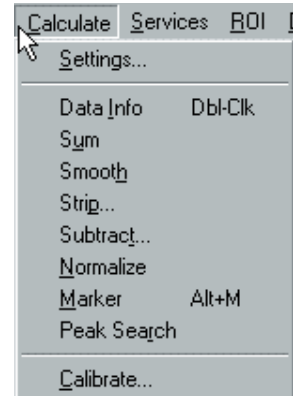 Calculate Services ROI
Settings...
Data Info Dbl-Clk
Sum
Smooth
Strip...
Subtract...
Normalize
Marker Alt+M
Peak Search
Calibrate...